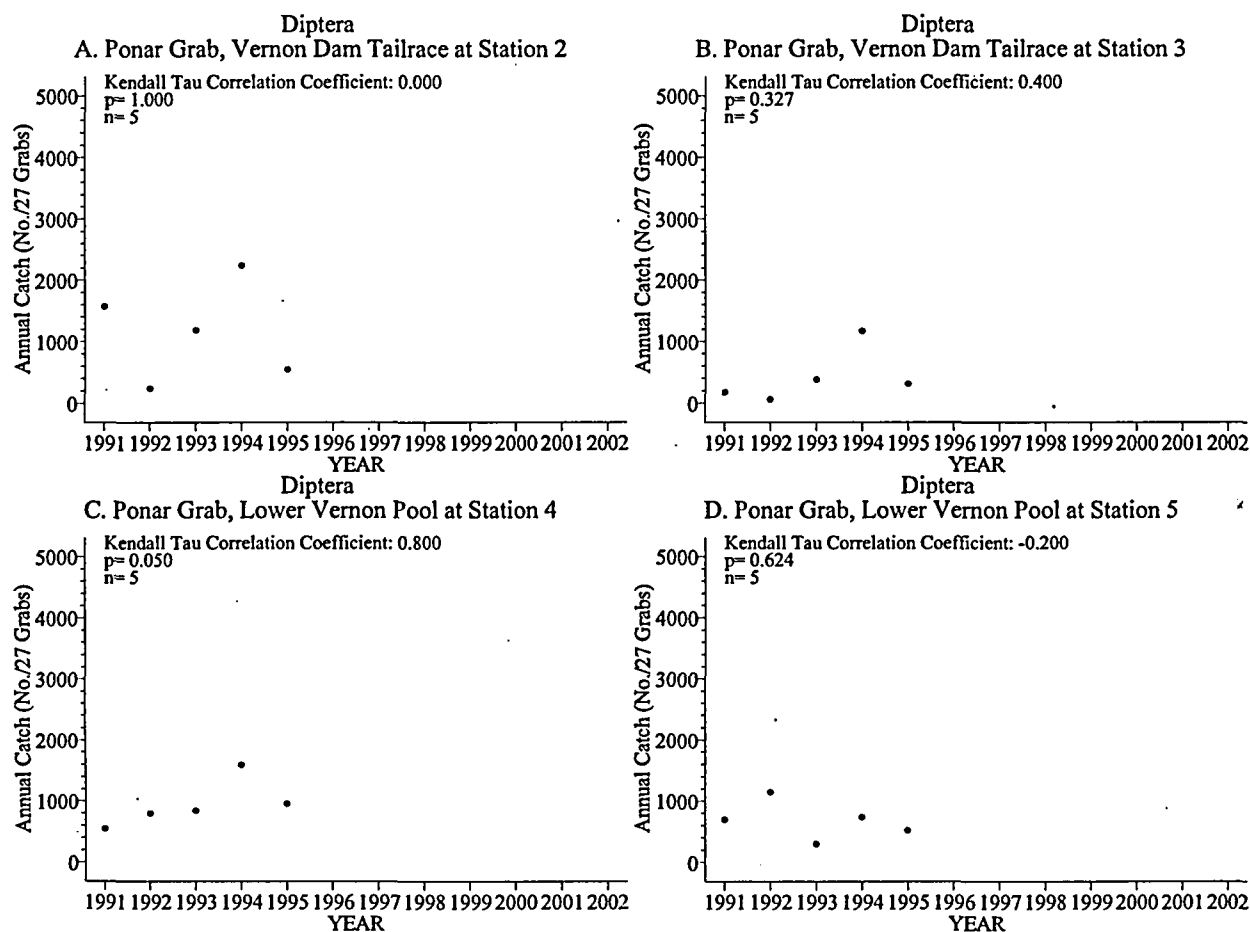 Diptera
A. Ponar Grab, Vernon Dam Tailrace at Station 2
Kendall Tau Correlation Coefficient: 0.000
p= 1.000
n= 5
Annual Catch (No./27 Grabs)
5000
4000
3000
2000
1000
0
1991 1992 1993 1994 1995 1996 1997 1998 1999 2000 2001 2002
YEAR
Diptera
B. Ponar Grab, Vernon Dam Tailrace at Station 3
Kendall Tau Correlation Coefficient: 0.400
p= 0.327
n= 5
Annual Catch (No./27 Grabs)
5000
4000
3000
2000
1000
0
1991 1992 1993 1994 1995 1996 1997 1998 1999 2000 2001 2002
YEAR
Diptera
C. Ponar Grab, Lower Vernon Pool at Station 4
Kendall Tau Correlation Coefficient: 0.800
p= 0.050
n= 5
Annual Catch (No./27 Grabs)
5000
4000
3000
2000
1000
0
1991 1992 1993 1994 1995 1996 1997 1998 1999 2000 2001 2002
YEAR
Diptera
D. Ponar Grab, Lower Vernon Pool at Station 5
Kendall Tau Correlation Coefficient: -0.200
p= 0.624
n= 5
Annual Catch (No./27 Grabs)
5000
4000
3000
2000
1000
0
1991 1992 1993 1994 1995 1996 1997 1998 1999 2000 2001 2002
YEAR